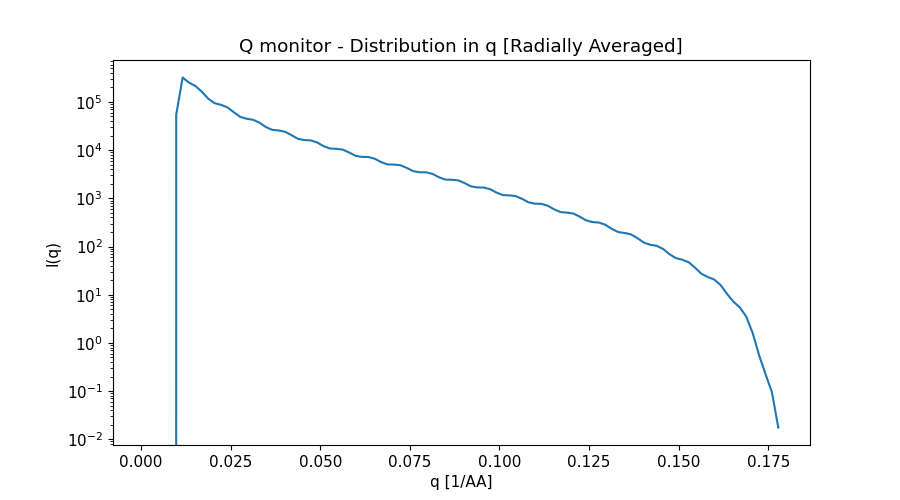 Q monitor - Distribution in q [Radially Averaged]
I(q)
10^5
10^4
10^3
10^2
10^1
10^0
10^−1
10^−2
0.000 0.025 0.050 0.075 0.100 0.125 0.150 0.175
q [1/AA]